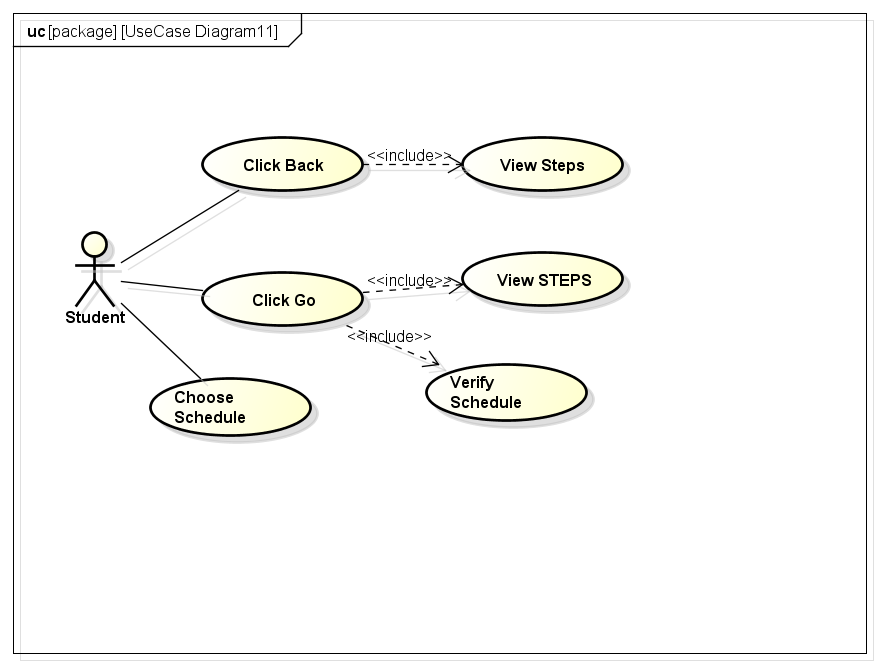 uc [package] [UseCase Diagram11]
Click Back
<<include>>
View Steps
Student
Click Go
<<include>>
View STEPS
<<include>>
Choose
Schedule
Verify
Schedule